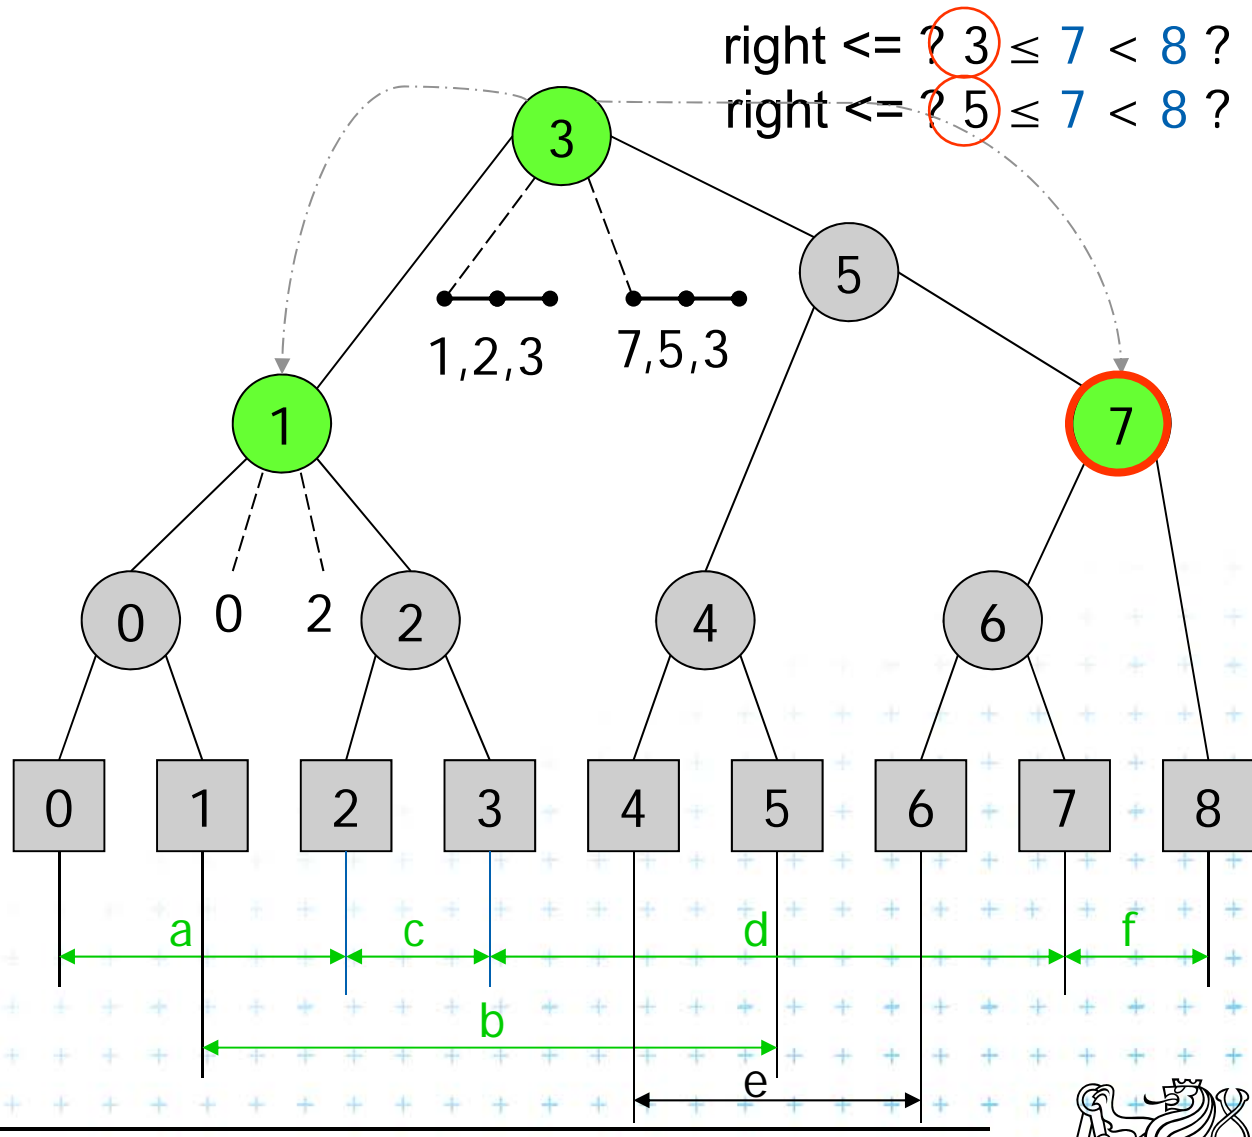 right <= ? 3 ≤ 7 < 8 ?
right <= ? 5 ≤ 7 < 8 ?
3
5
1,2,3 7,5,3
1 7
0 0 2 2 4 6
0 1 2 3 4 5 6 7 8
a c d f
b
e